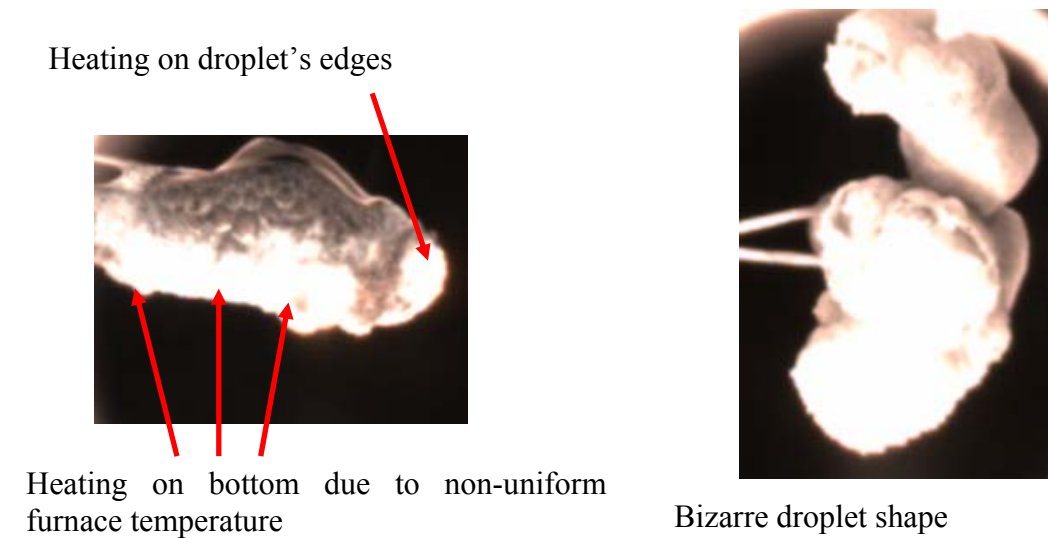 Heating on droplet’s edges
Heating on bottom due to non-uniform
furnace temperature
Bizarre droplet shape